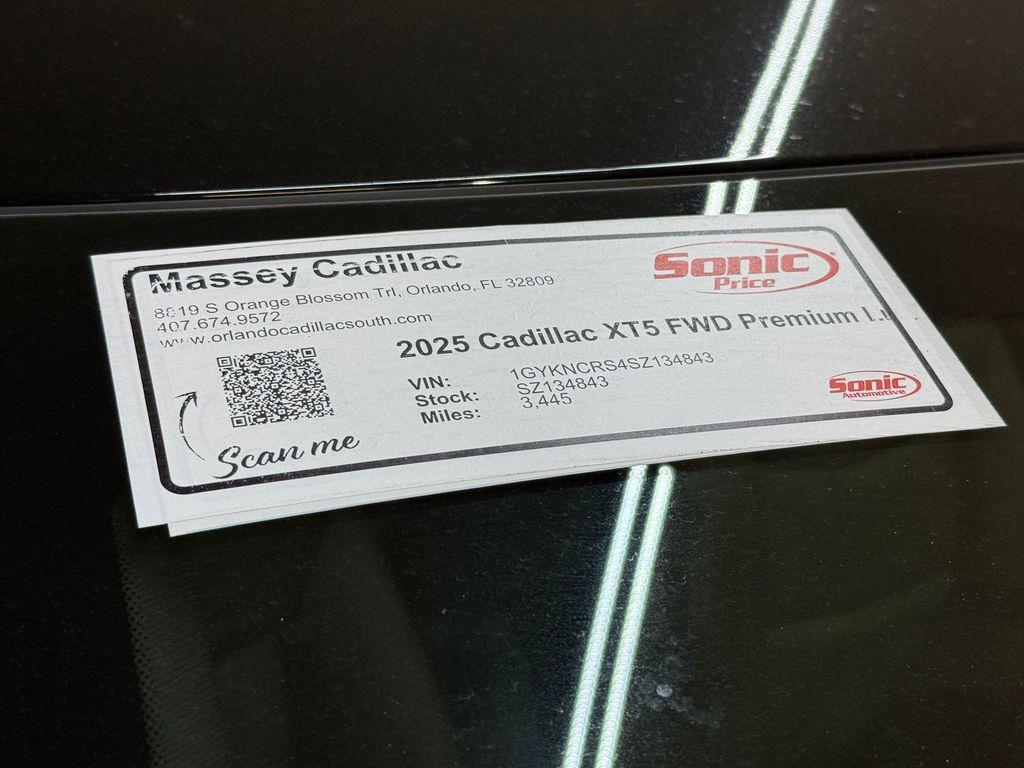 Massey Cadillac
8819 S Orange Blossom Trl, Orlando, FL 32809
407.674.9572
www.orlandocadillacsouth.com
Sonic
Price
2025 Cadillac XT5 FWD Premium
VIN: 1GYKNCRS4SZ134843
Stock: SZ134843
Miles: 3,445
Scan me
Sonic
Automotive